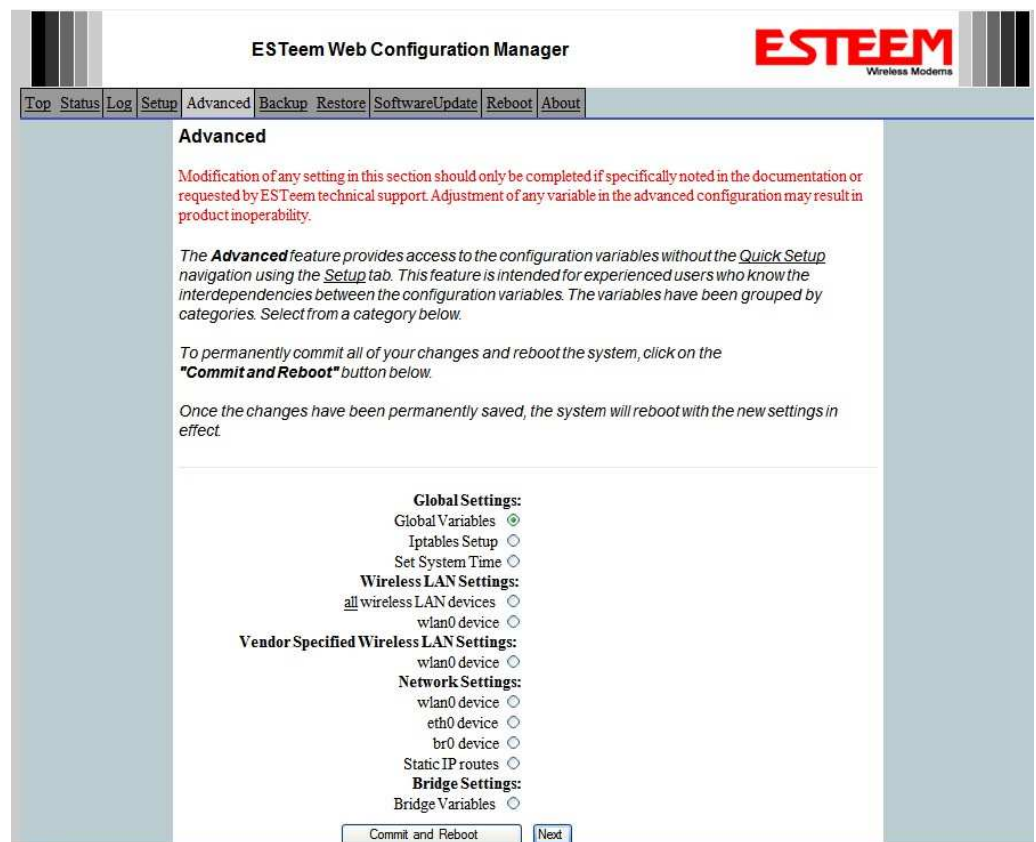 ESTeem Web Configuration Manager
ESTEEM
Wireless Modems
Top Status Log Setup Advanced Backup Restore SoftwareUpdate Reboot About
Advanced
Modification of any setting in this section should only be completed if specifically noted in the documentation or
requested by ESTeem technical support. Adjustment of any variable in the advanced configuration may result in
product inoperability.
The Advanced feature provides access to the configuration variables without the Quick Setup
navigation using the Setup tab. This feature is intended for experienced users who know the
interdependencies between the configuration variables. The variables have been grouped by
categories. Select from a category below.
To permanently commit all of your changes and reboot the system, click on the
"Commit and Reboot" button below.
Once the changes have been permanently saved, the system will reboot with the new settings in
effect.
Global Settings:
Global Variables
Iptables Setup
Set System Time
Wireless LAN Settings:
all wireless LAN devices
wlan0 device
Vendor Specified Wireless LAN Settings:
wlan0 device
Network Settings:
wlan0 device
eth0 device
br0 device
Static IP routes
Bridge Settings:
Bridge Variables
Commit and Reboot Next